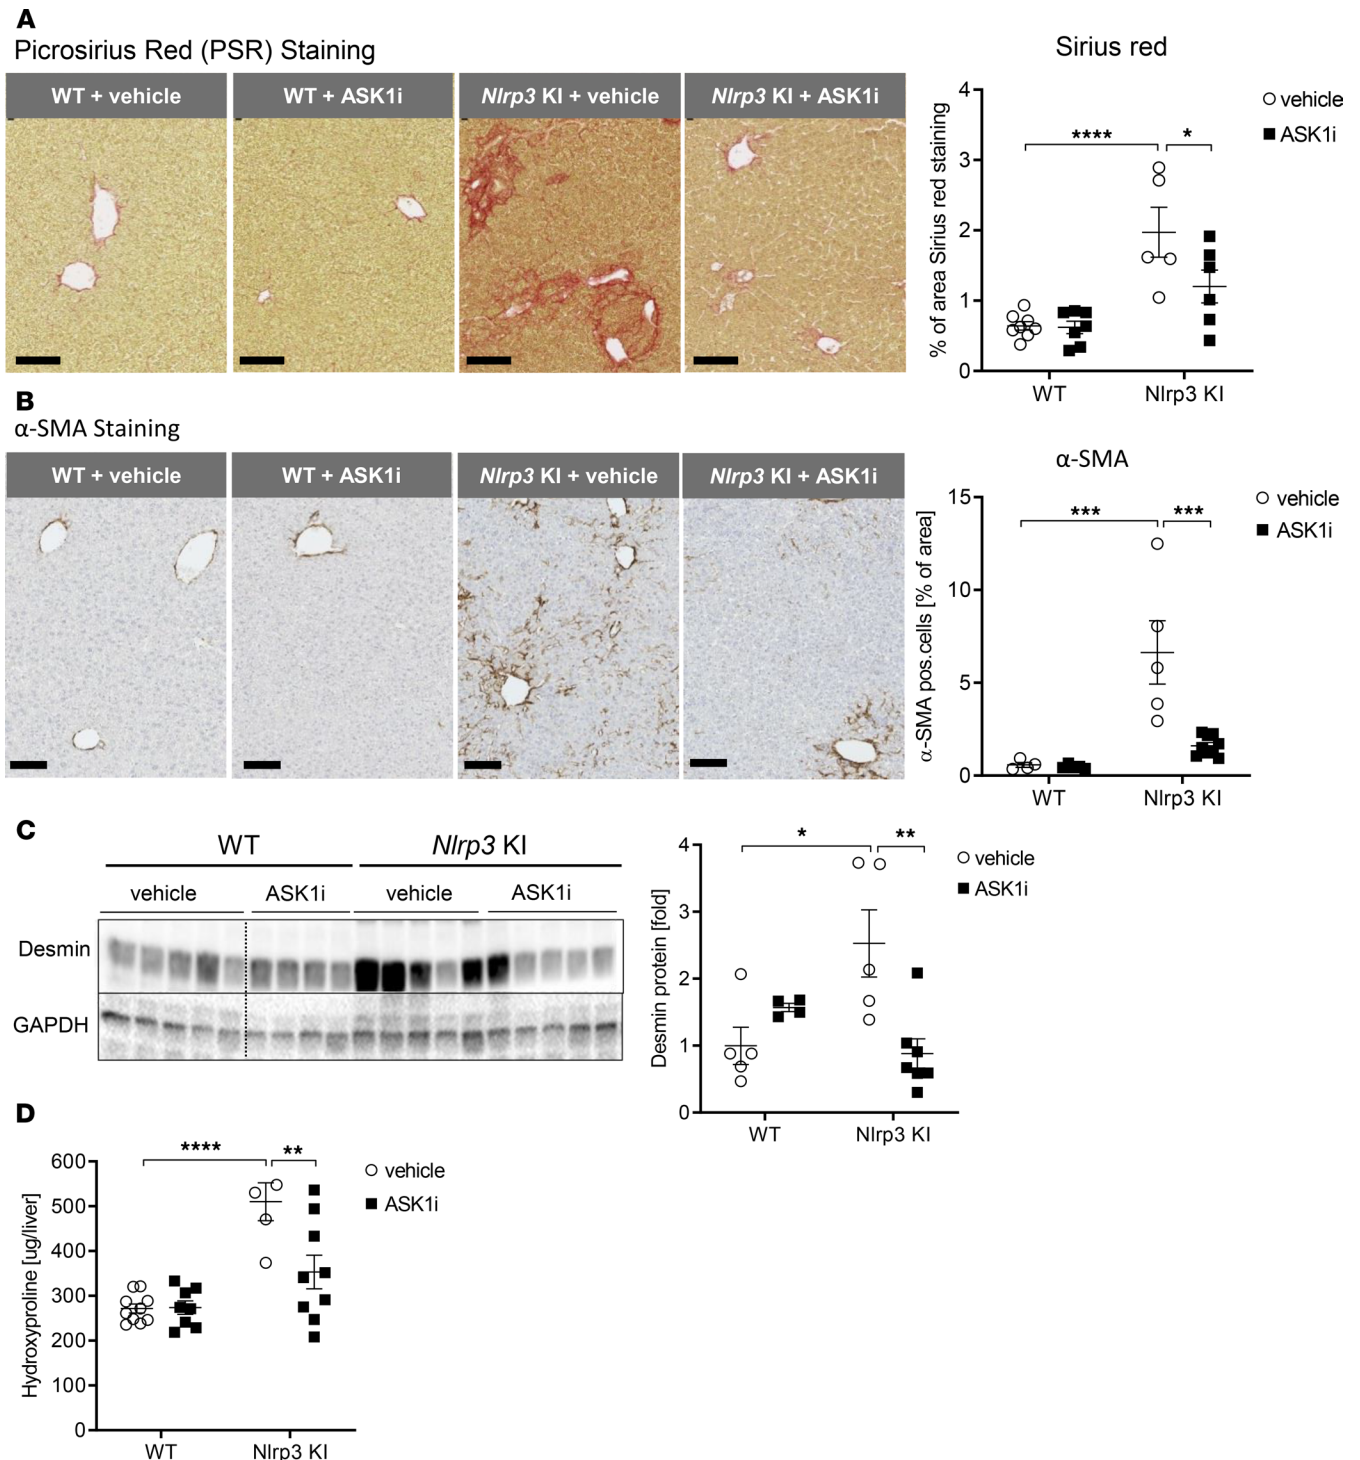 A
Picrosirius Red (PSR) Staining
WT + vehicle
WT + ASK1i
Nlrp3 KI + vehicle
Nlrp3 KI + ASK1i
Sirius red
% of area Sirius red staining
4
3
2
1
0
**** *
WT
Nlrp3 KI
vehicle
ASK1i
B
α-SMA Staining
WT + vehicle
WT + ASK1i
Nlrp3 KI + vehicle
Nlrp3 KI + ASK1i
α-SMA
α-SMA pos.cells [% of area]
15
10
5
0
*** ***
WT
Nlrp3 KI
vehicle
ASK1i
C
WT
Nlrp3 KI
vehicle
ASK1i
vehicle
ASK1i
Desmin
GAPDH
Desmin protein [fold]
4
3
2
1
0
* **
WT
Nlrp3 KI
vehicle
ASK1i
D
Hydroxyproline [ug/liver]
600
500
400
300
200
100
0
**** **
WT
Nlrp3 KI
vehicle
ASK1i